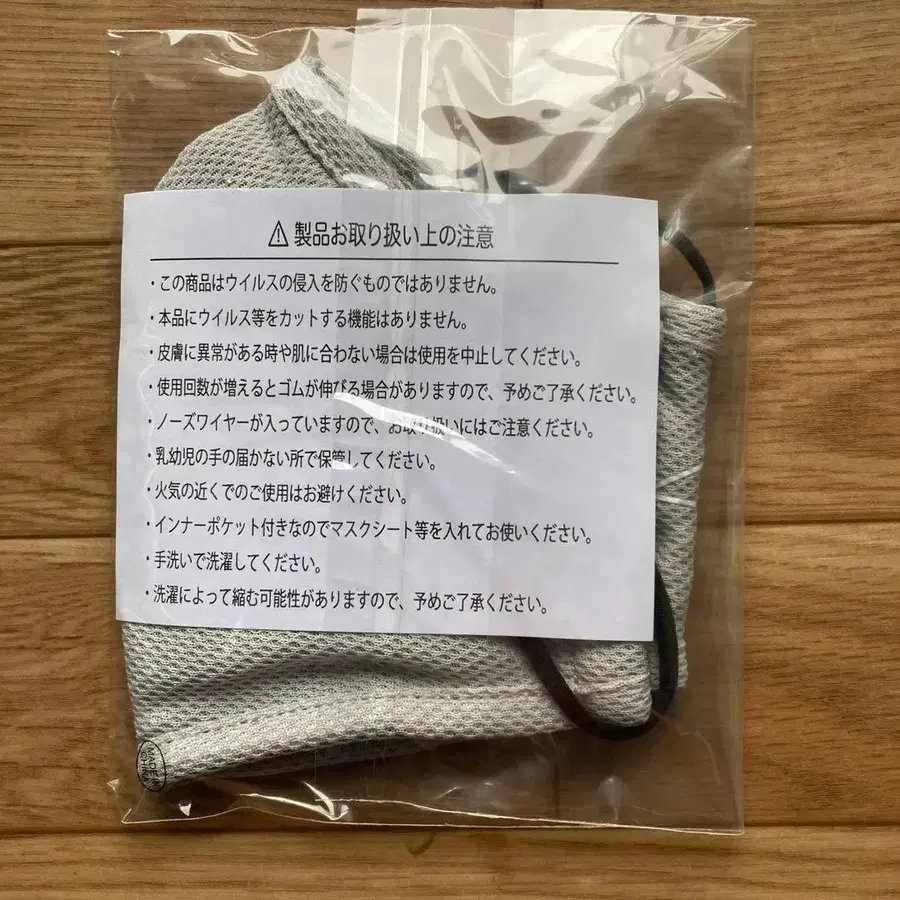 ⚠ 製品お取り扱い上の注意
・この商品はウイルスの侵入を防ぐものではありません。
・本品にウイルス等をカットする機能はありません。
・皮膚に異常がある時や肌に合わない場合は使用を中止してください。
・使用回数が増えるとゴムが伸びる場合がありますので、予めご了承ください。
・ノーズワイヤーが入っていますので、お取り扱いにはご注意ください。
・乳幼児の手の届かない所で保管してください。
・火気の近くでのご使用はお避けください。
・インナーポケット付きなのでマスクシート等を入れてお使いください。
・手洗いで洗濯してください。
・洗濯によって縮む可能性がありますので、予めご了承ください。
MADE IN
CHINA